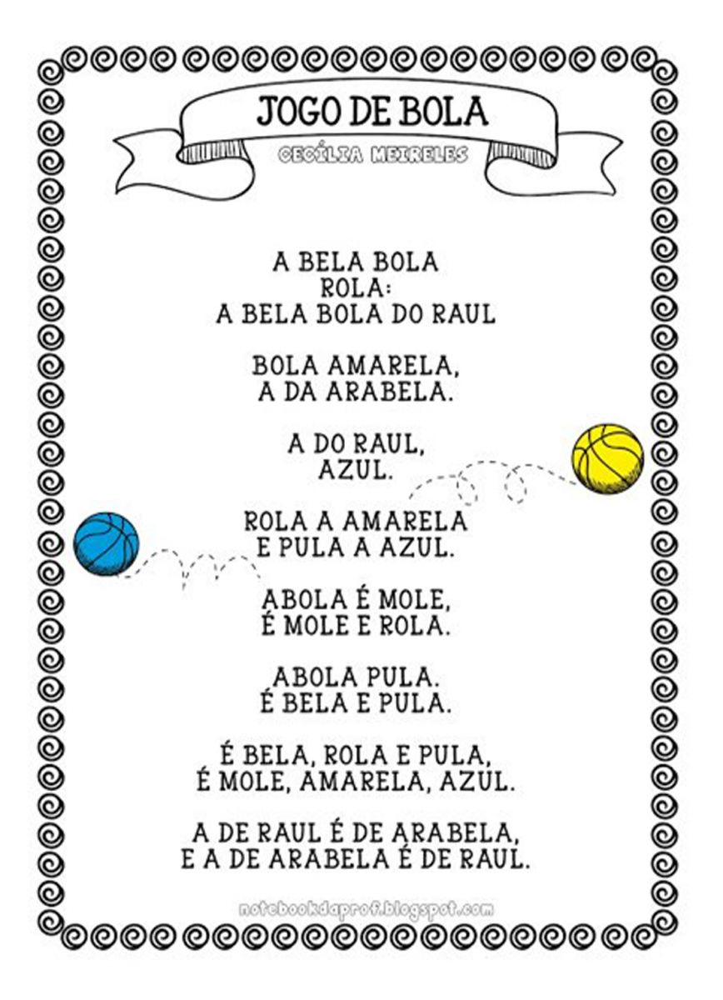 JOGO DE BOLA
CECÍLIA MEIRELES
A BELA BOLA
ROLA:
A BELA BOLA DO RAUL
BOLA AMARELA,
A DA ARABELA.
A DO RAUL,
AZUL.
ROLA A AMARELA
E PULA A AZUL.
ABOLA É MOLE,
É MOLE E ROLA.
ABOLA PULA.
É BELA E PULA.
É BELA, ROLA E PULA,
É MOLE, AMARELA, AZUL.
A DE RAUL É DE ARABELA,
E A DE ARABELA É DE RAUL.
notebookdaprof.blogspot.com